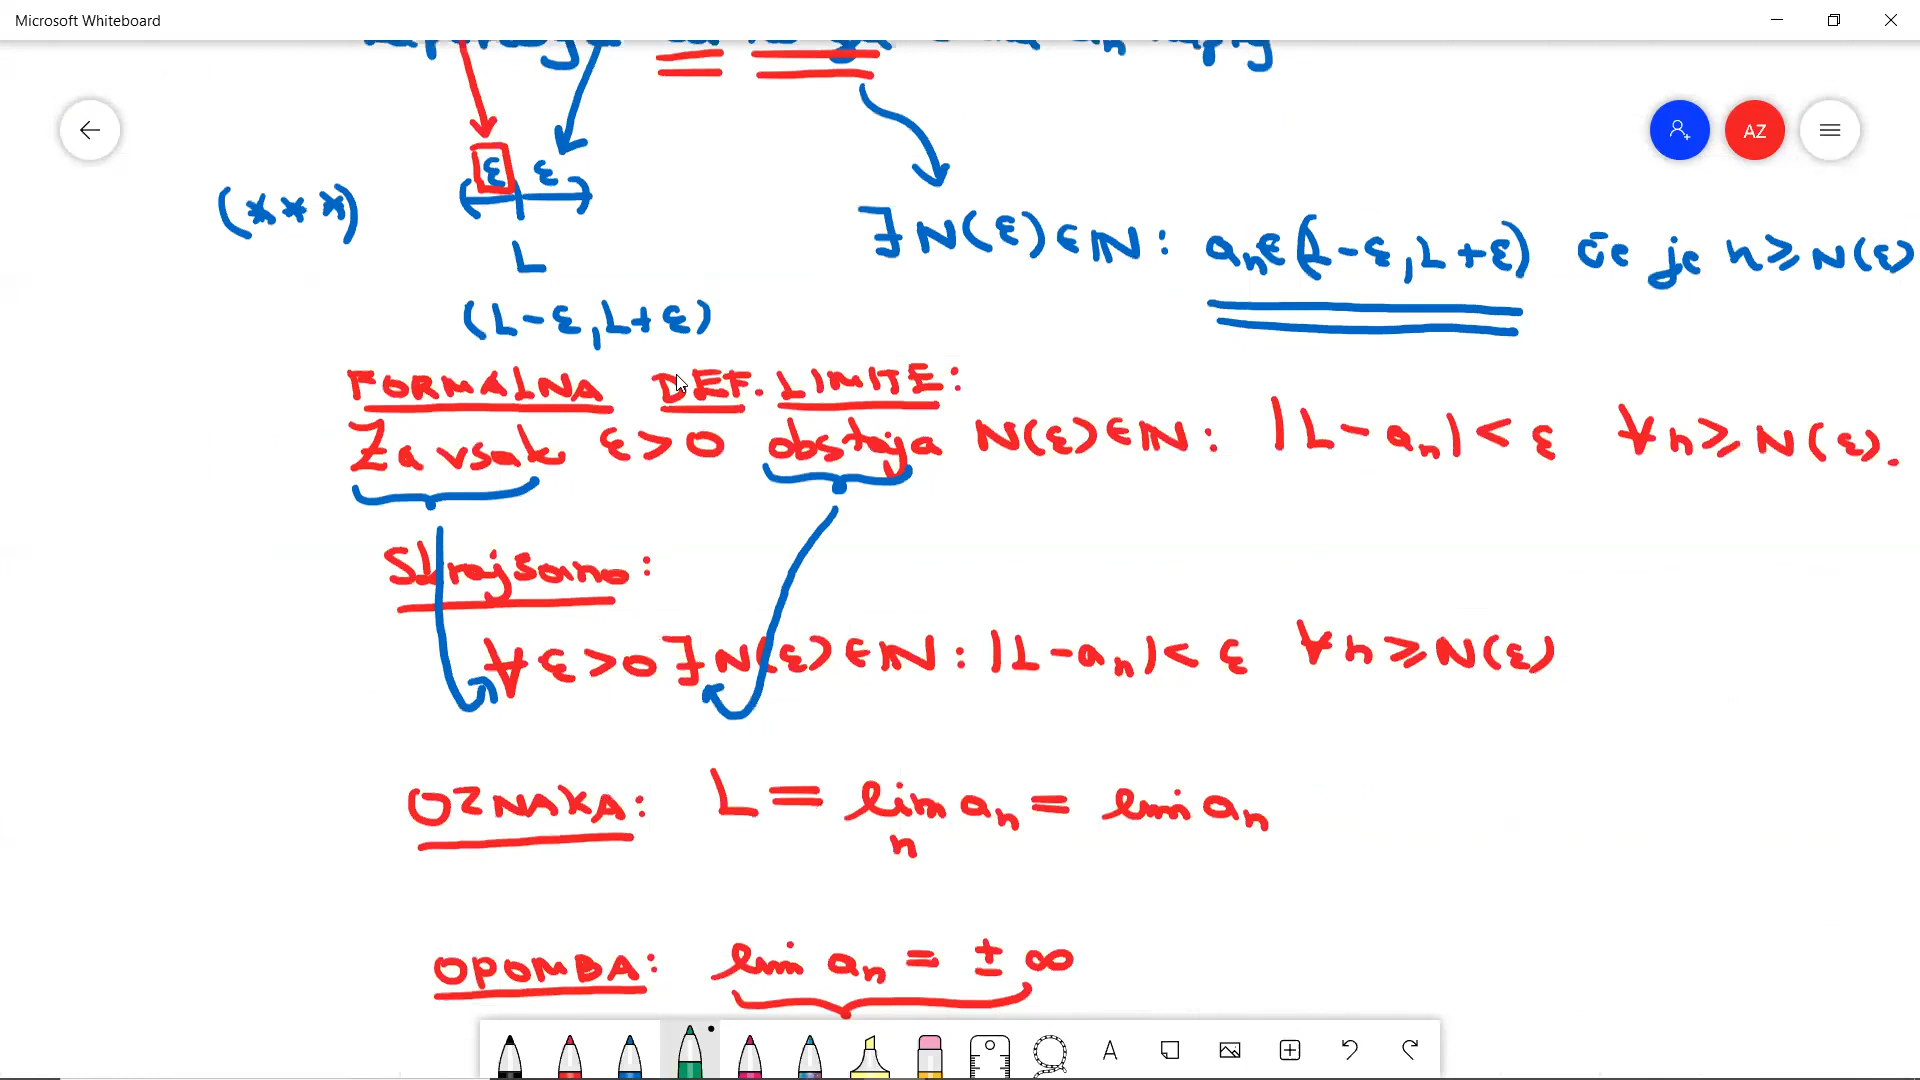 Microsoft Whiteboard
AZ
ε ε
(***)
L
∃ N(ε) ∈ ℕ : aₙ ∈ (L-ε, L+ε) če je n ≥ N(ε)
(L-ε, L+ε)
FORMALNA DEF. LIMITE:
Za vsak ε > 0 obstaja N(ε) ∈ ℕ : |L - aₙ| < ε ∀n ≥ N(ε).
Skrajšano:
∀ ε > 0 ∃ N(ε) ∈ ℕ : |L - aₙ| < ε ∀n ≥ N(ε)
OZNAKA: L = lim aₙ = lim aₙ
n
OPOMBA: lim aₙ = ± ∞
A